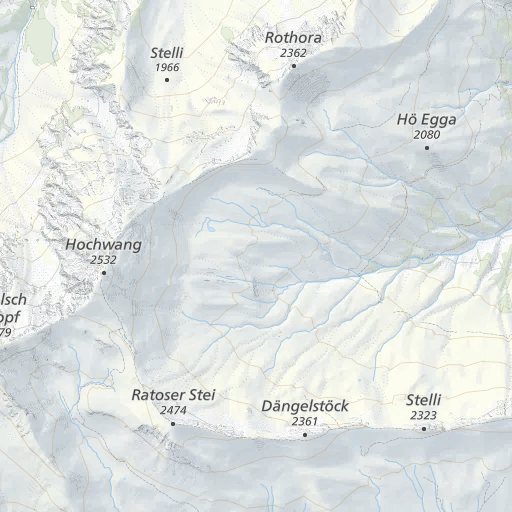 Rothora
2362
Stelli
1966
Hö Egga
2080
Hochwang
2532
Ratoser Stei
2474
Dängelstöck
2361
Stelli
2323